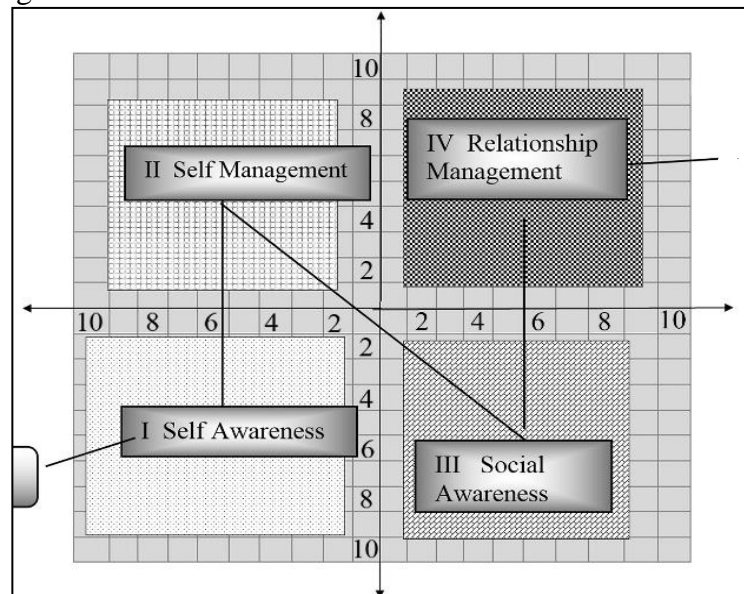 10
8
II Self Management
IV Relationship
Management
4
2
10 8 6 4 2 2 4 6 8 10
2
4
I Self Awareness
6
III Social
Awareness
8
10